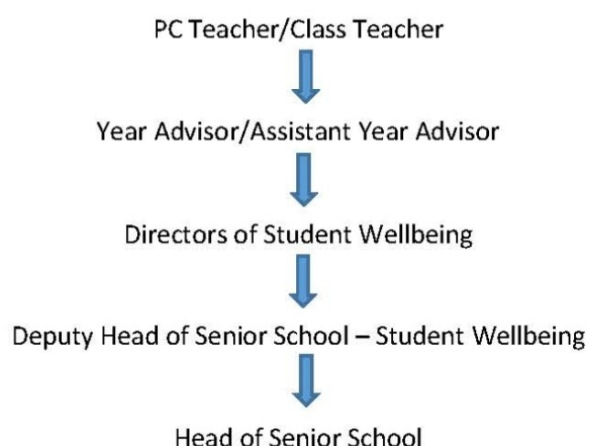 PC Teacher/Class Teacher
Year Advisor/Assistant Year Advisor
Directors of Student Wellbeing
Deputy Head of Senior School – Student Wellbeing
Head of Senior School